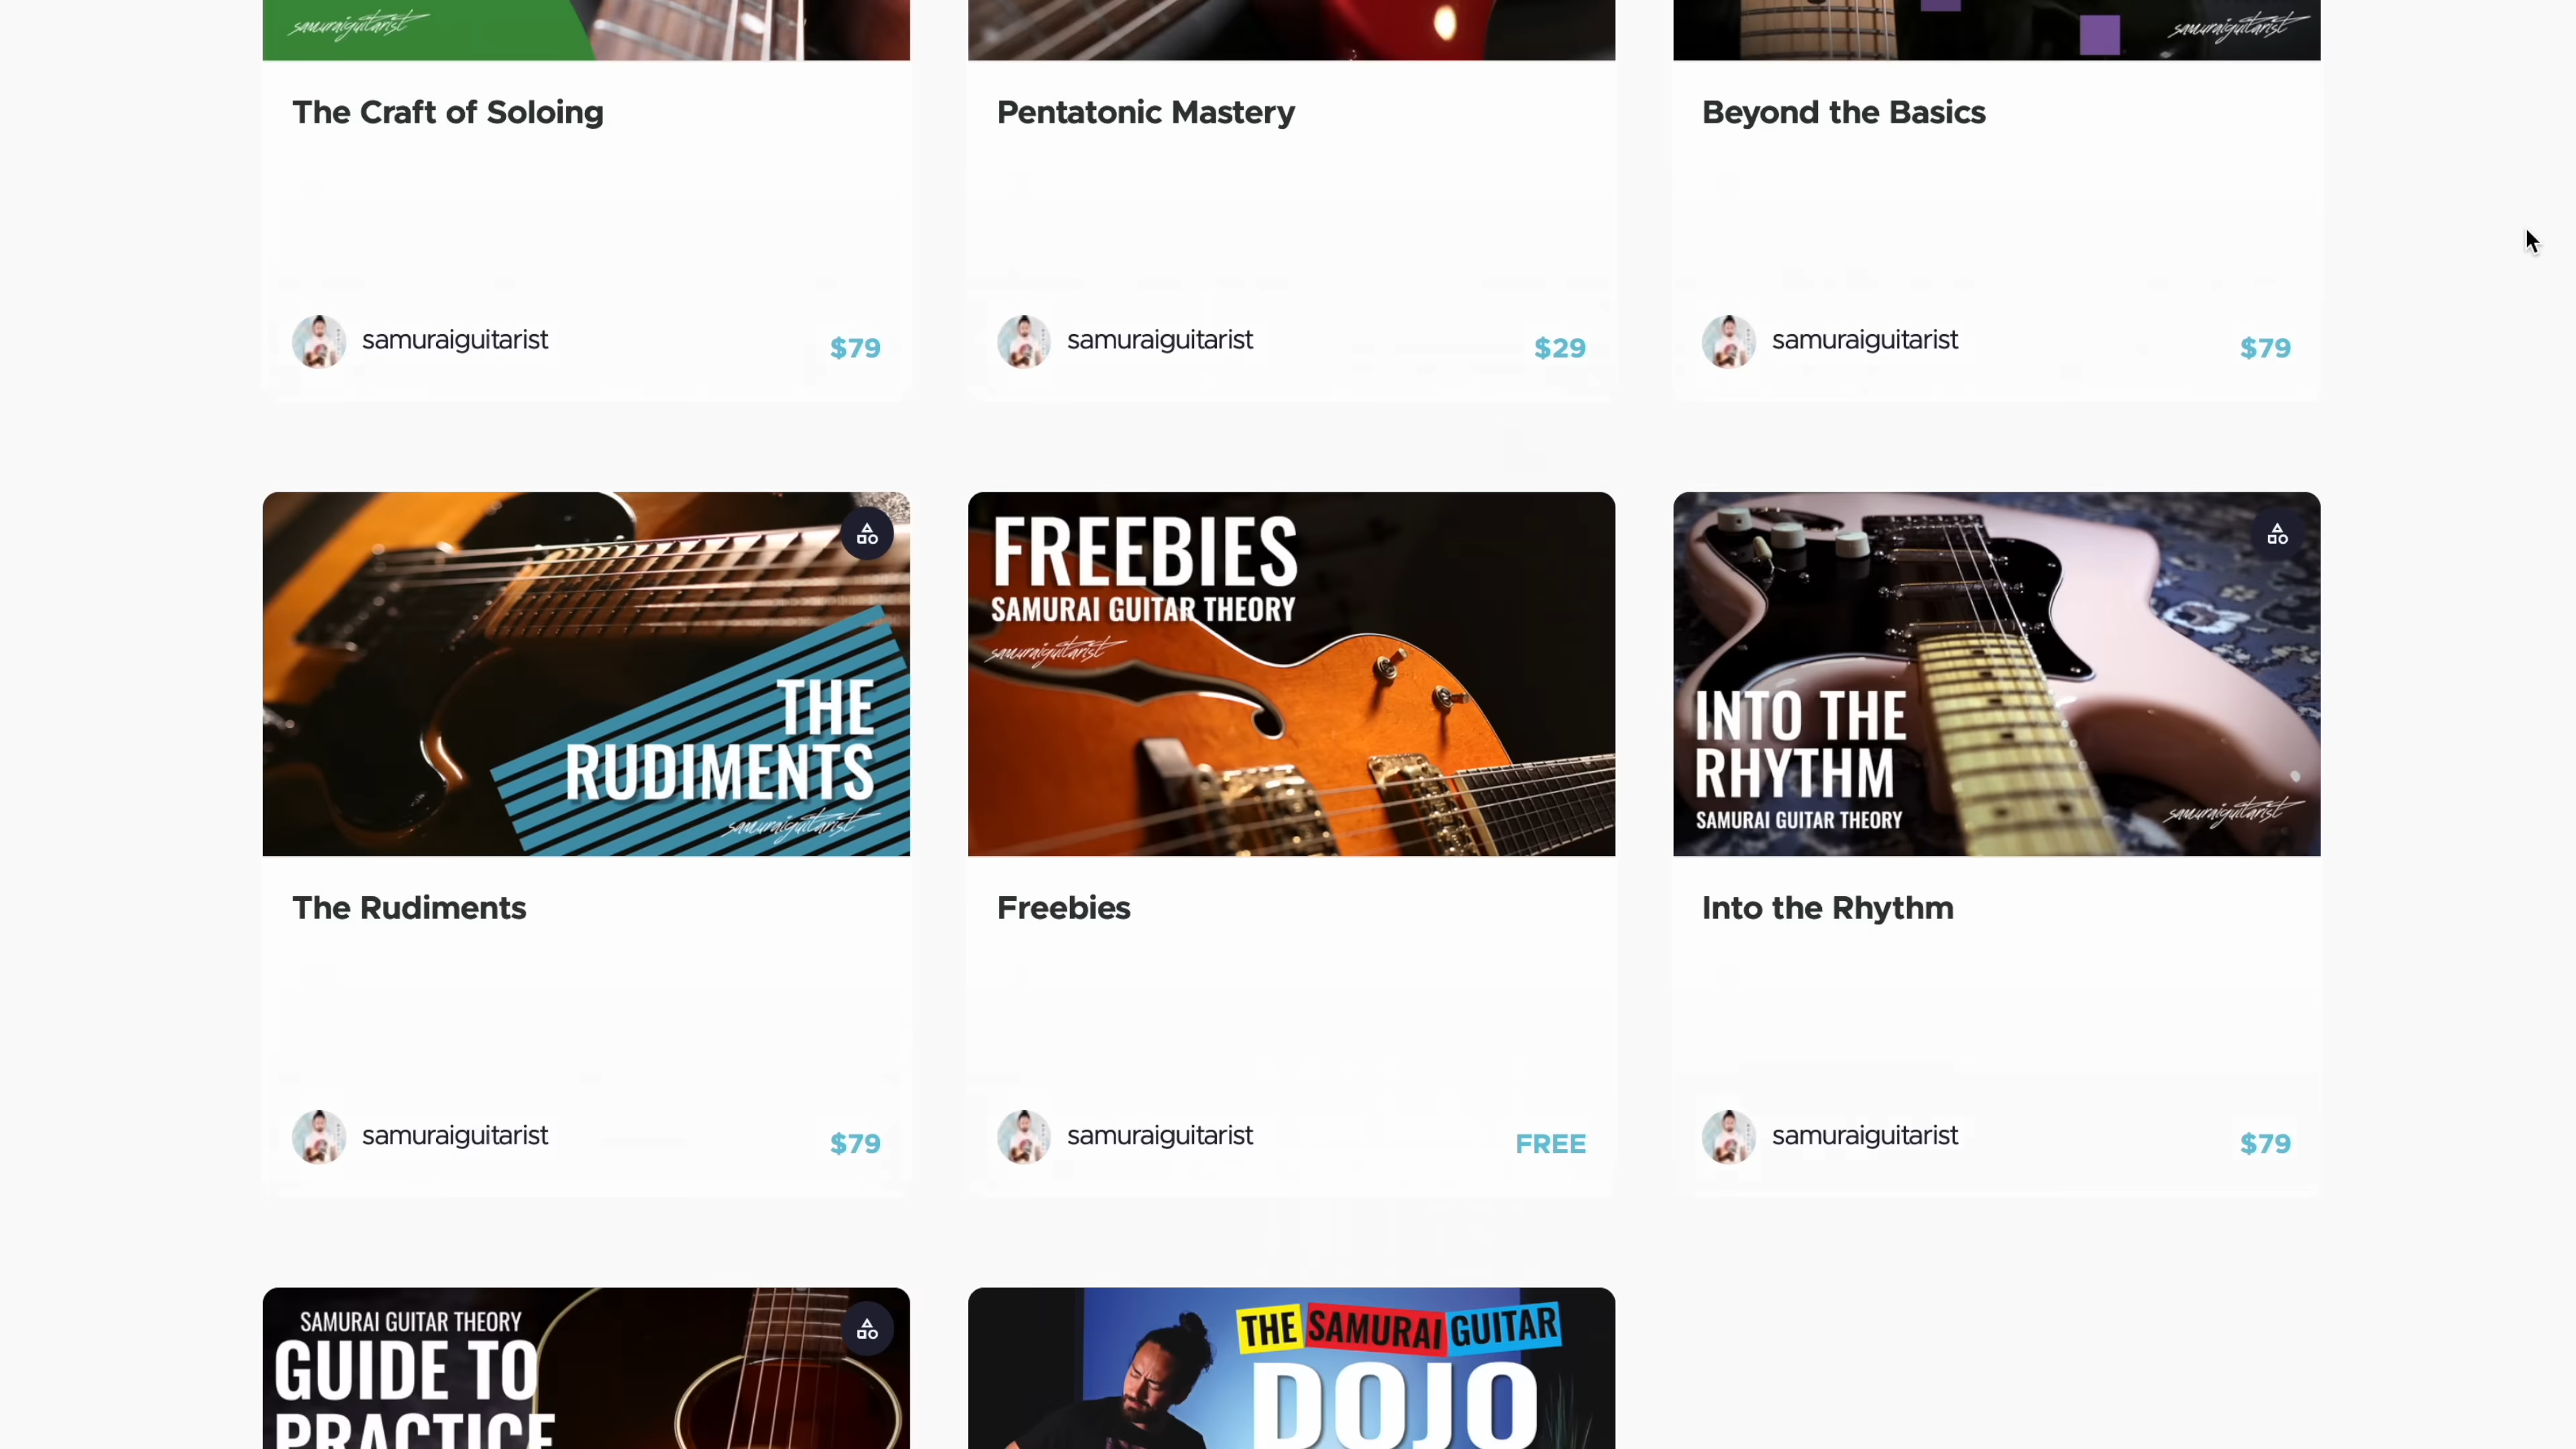 samuraiguitarist
samuraiguitarist
The Craft of Soloing
Pentatonic Mastery
Beyond the Basics
samuraiguitarist
$79
samuraiguitarist
$29
samuraiguitarist
$79
THE
RUDIMENTS
samuraiguitarist
FREEBIES
SAMURAI GUITAR THEORY
samuraiguitarist
INTO THE
RHYTHM
SAMURAI GUITAR THEORY
samuraiguitarist
The Rudiments
Freebies
Into the Rhythm
samuraiguitarist
$79
samuraiguitarist
FREE
samuraiguitarist
$79
SAMURAI GUITAR THEORY
GUIDE TO
PRACTICE
THE SAMURAI GUITAR
DOJO